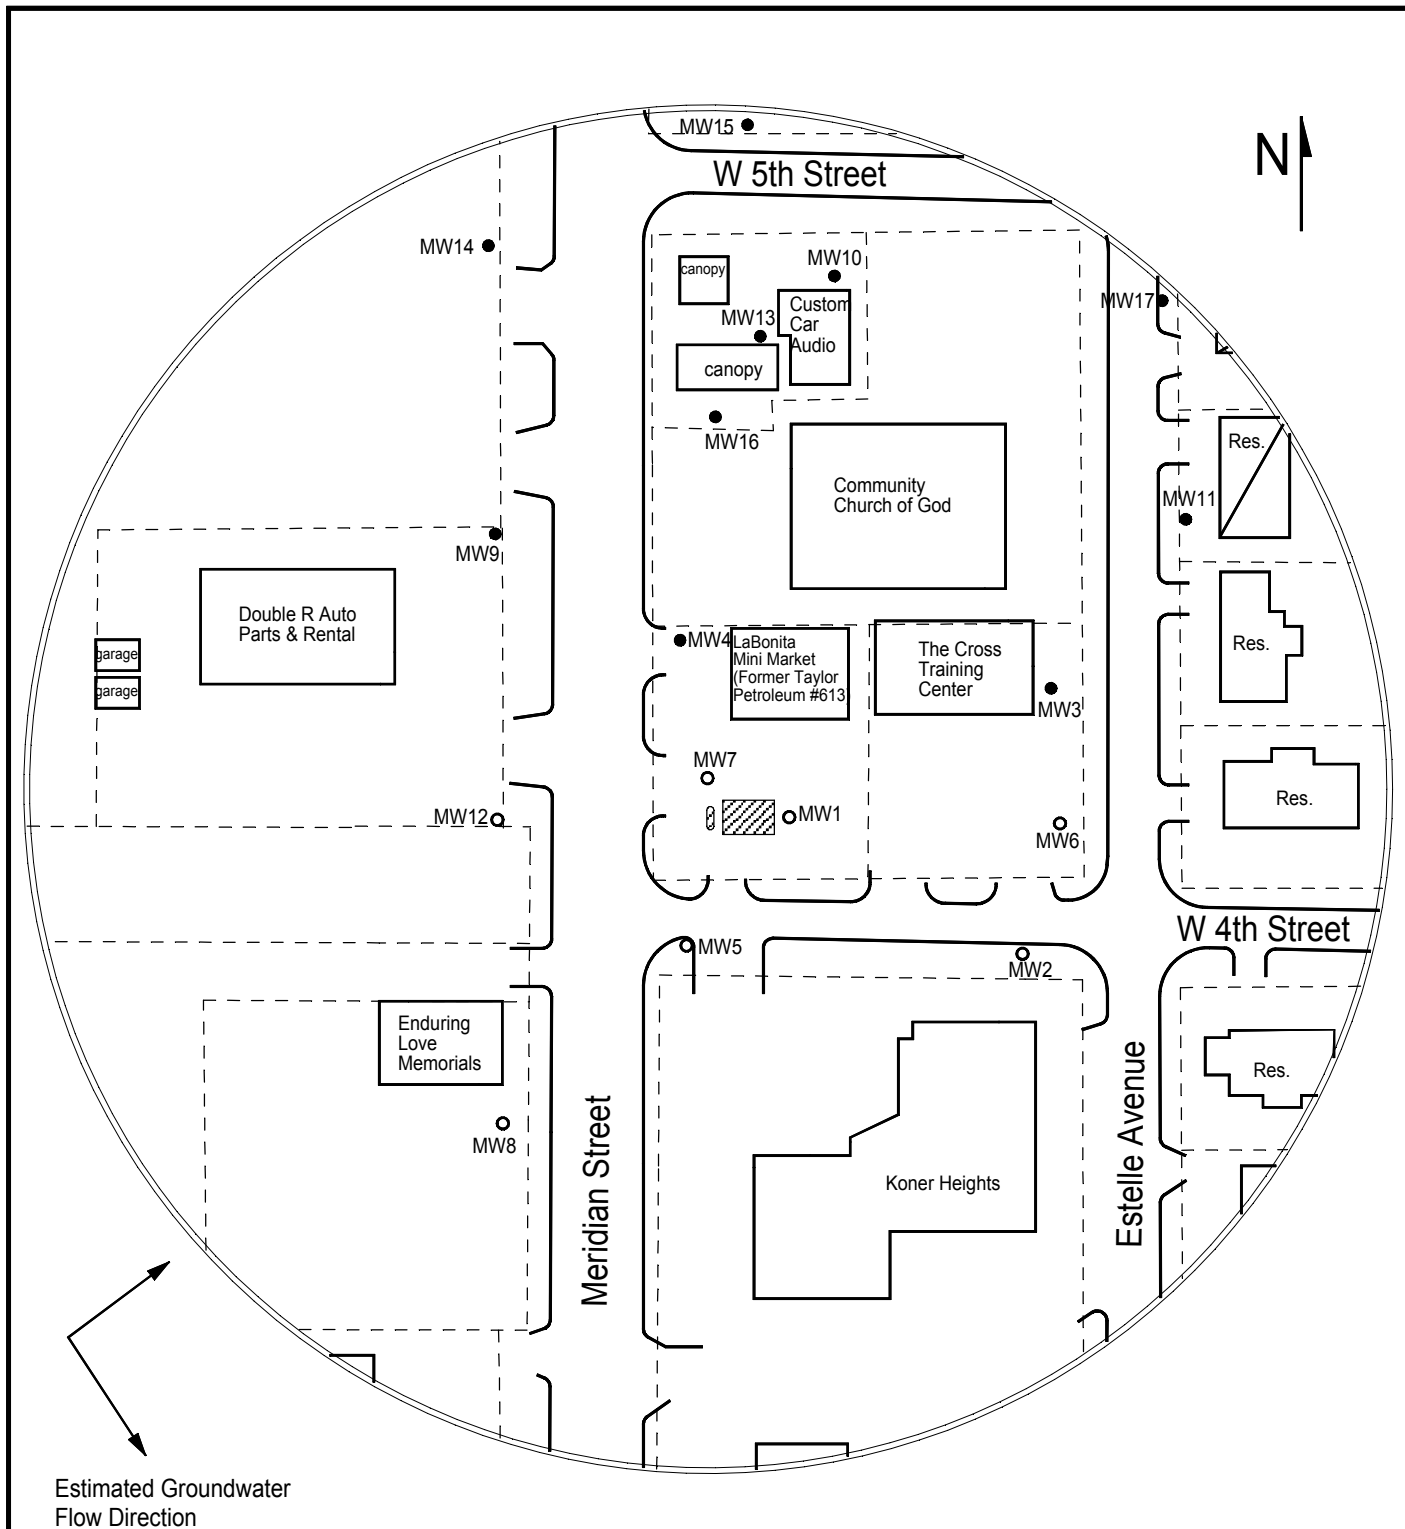 MW15
W 5th Street
N
MW14
MW10
canopy
MW17
Custom
Car
Audio
MW13
canopy
MW16
Res.
Community
Church of God
MW11
MW9
Double R Auto
Parts & Rental
garage
garage
MW4
LaBonita
Mini Market
(Former Taylor
Petroleum #613)
The Cross
Training
Center
MW3
Res.
MW7
MW12
MW1
MW6
Res.
W 4th Street
MW5
MW2
Enduring
Love
Memorials
MW8
Meridian Street
Koner Heights
Estelle Avenue
Res.
Estimated Groundwater
Flow Direction